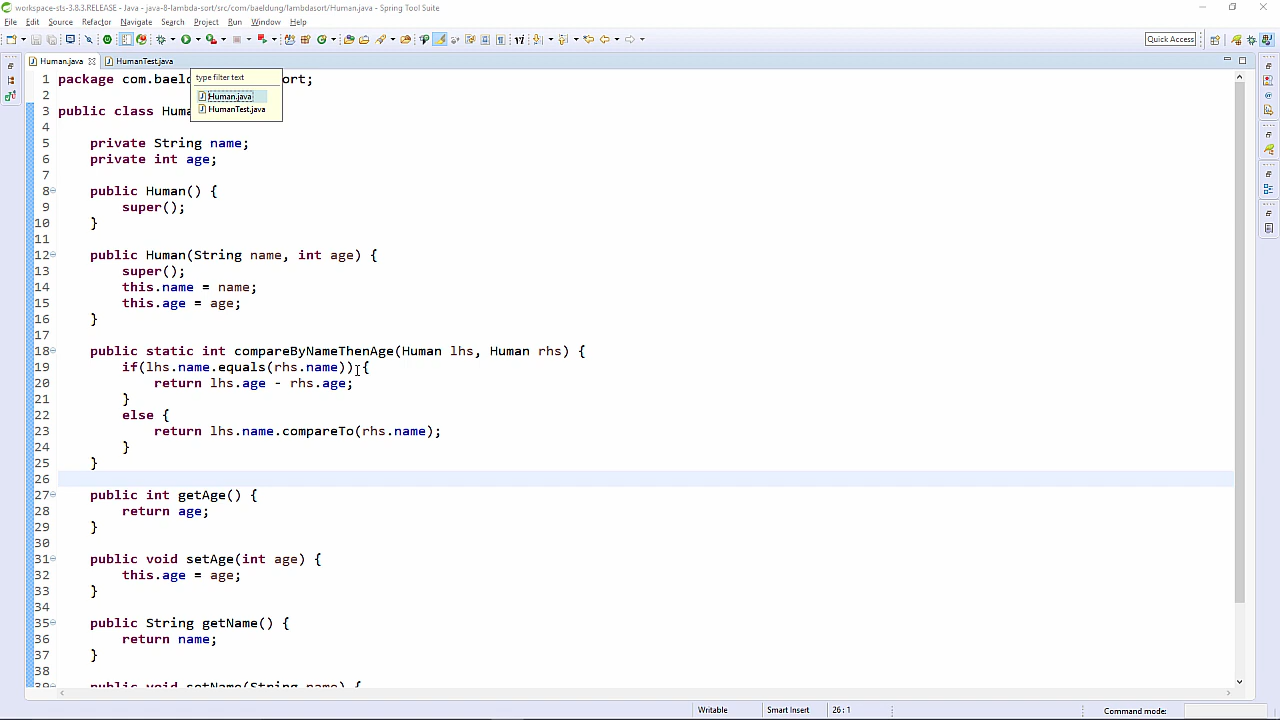 workspace-sts-3.8.3.RELEASE - Java - java-8-lambda-sort/src/com/baeldung/lambdasort/Human.java - Spring Tool Suite
File Edit Source Refactor Navigate Search Project Run Window Help
Quick Access
Human.java HumanTest.java
type filter text
Human.java
HumanTest.java
1 package com.baeld ort;
2
3 public class Hum
4
5 private String name;
6 private int age;
7
8 public Human() {
9 super();
10 }
11
12 public Human(String name, int age) {
13 super();
14 this.name = name;
15 this.age = age;
16 }
17
18 public static int compareByNameThenAge(Human lhs, Human rhs) {
19 if(lhs.name.equals(rhs.name)) {
20 return lhs.age - rhs.age;
21 }
22 else {
23 return lhs.name.compareTo(rhs.name);
24 }
25 }
26
27 public int getAge() {
28 return age;
29 }
30
31 public void setAge(int age) {
32 this.age = age;
33 }
34
35 public String getName() {
36 return name;
37 }
38
39 public void setName(String name) {
Writable Smart Insert 26 : 1 Command mode: